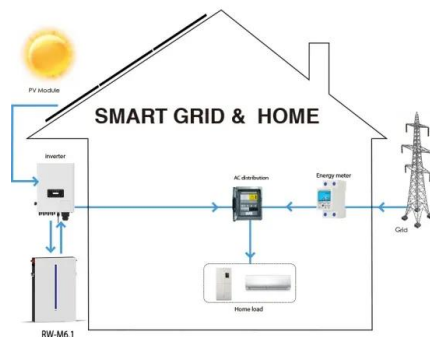 PV Module
SMART GRID & HOME
Inverter
AC distribution
Energy meter
Grid
Home load
RW-M6.1